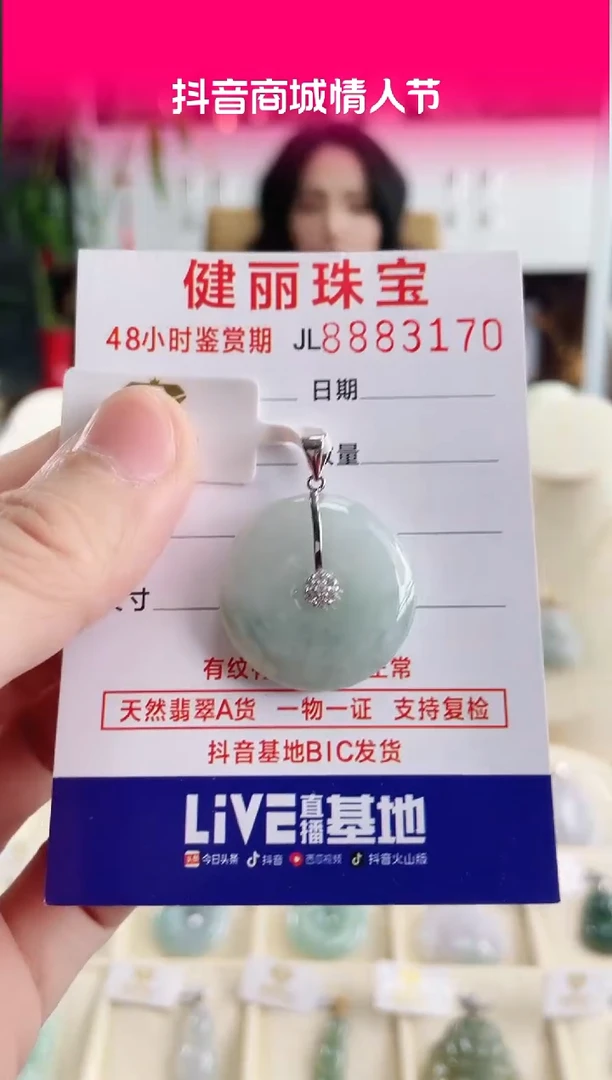 抖音商城情人节
健丽珠宝
48小时鉴赏期 JL8883170
日期
量
寸
有纹 正常
天然翡翠A货 一物一证 支持复检
抖音基地BIC发货
LIVE直播基地
今日头条 抖音 西瓜视频 抖音火山版